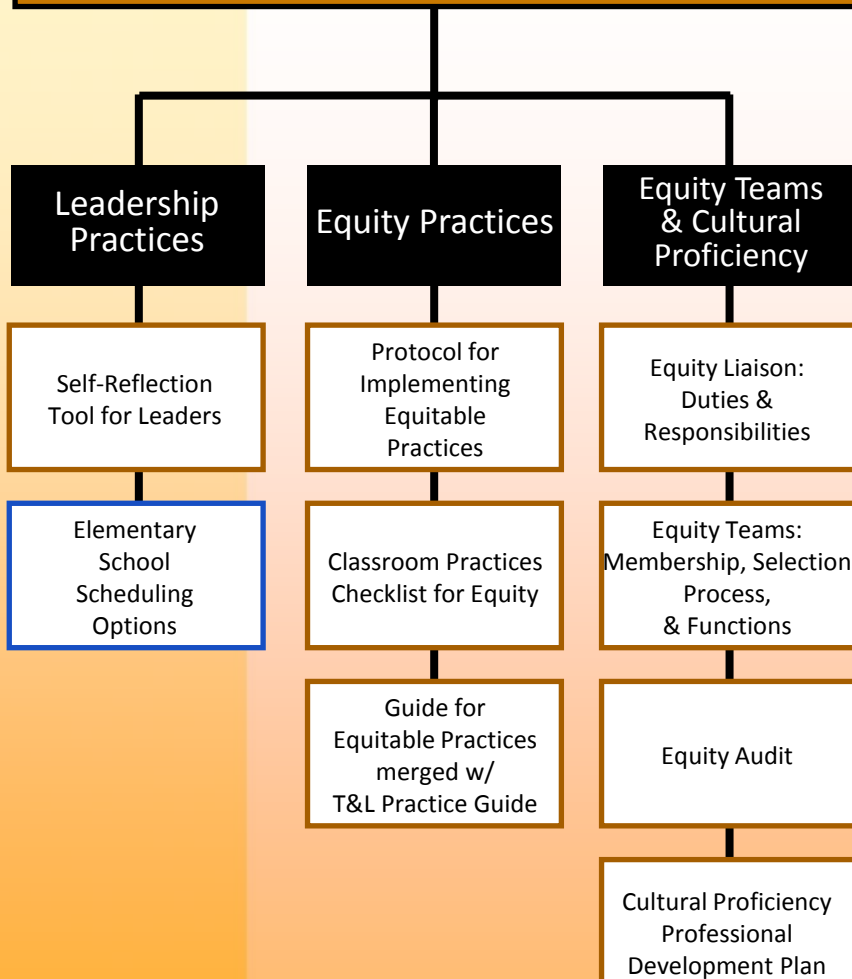 Leadership
Practices
Self-Reflection
Tool for Leaders
Elementary
School
Scheduling
Options
Equity Practices
Protocol for
Implementing
Equitable
Practices
Classroom Practices
Checklist for Equity
Guide for
Equitable Practices
merged w/
T&L Practice Guide
Equity Teams
& Cultural
Proficiency
Equity Liaison:
Duties &
Responsibilities
Equity Teams:
Membership, Selection
Process,
& Functions
Equity Audit
Cultural Proficiency
Professional
Development Plan